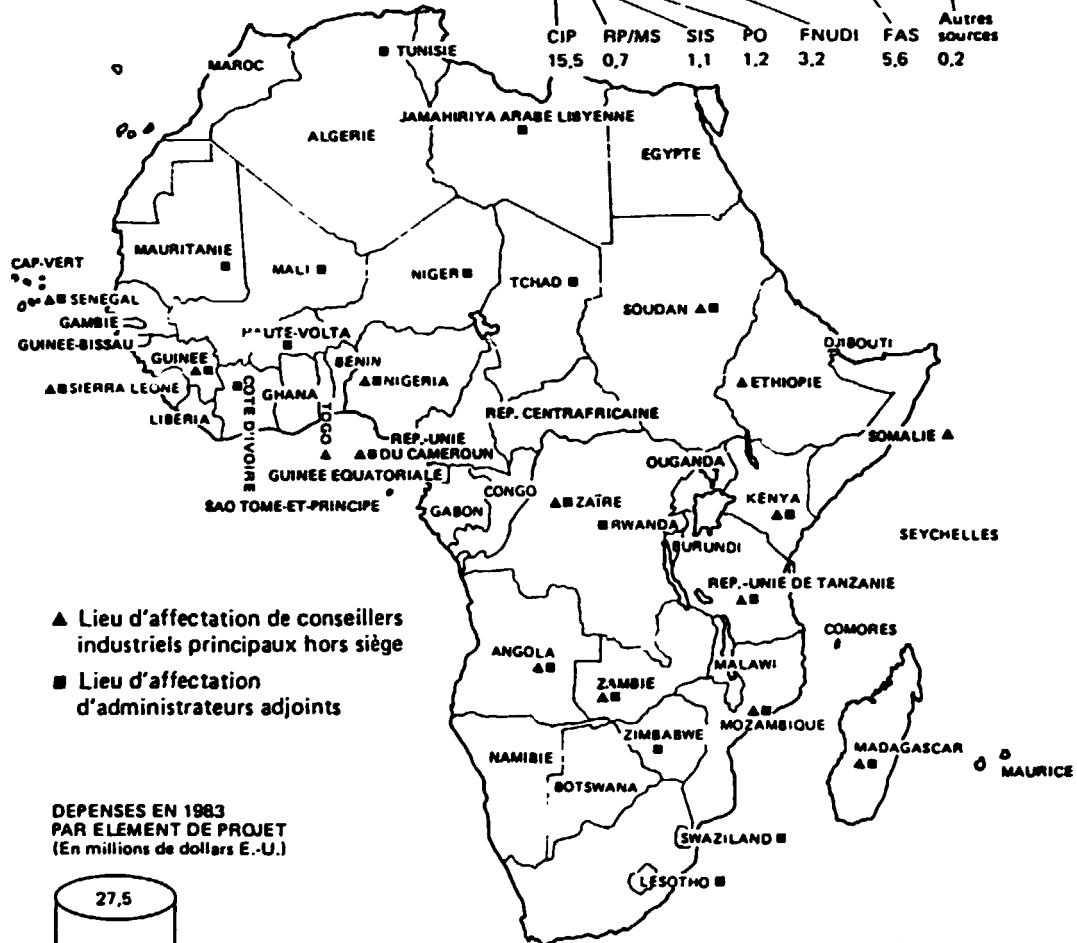 CIP RP/MS SIS PO FNUDI FAS Autres sources
15,5 0,7 1,1 1,2 3,2 5,6 0,2
MAROC
■ TUNISIE
ALGERIE
JAMAHIRIYA ARABE LIBYENNE
■
EGYPTE
MAURITANIE
■
MALI ■
NIGER ■
TCHAD ■
SOUDAN ▲■
CAP-VERT
▲■ SENEGAL
GAMBIE
GUINEE-BISSAU
HAUTE-VOLTA
■
DJIBOUTI
GUINEE
▲■
BENIN
▲■ NIGERIA
▲ ETHIOPIE
▲■ SIERRA LEONE
■
COTE D'IVOIRE
GHANA
TOGO
▲
LIBERIA
REP. CENTRAFRICAINE
SOMALIE ▲
REP.-UNIE
▲■ DU CAMEROUN
OUGANDA
GUINEE EQUATORIALE
CONGO
SAO TOME-ET-PRINCIPE
GABON
▲■ ZAÏRE
KENYA
▲■
■ RWANDA
BURUNDI
SEYCHELLES
REP.-UNIE DE TANZANIE
▲■
▲ Lieu d'affectation de conseillers
industriels principaux hors siège
■ Lieu d'affectation
d'administrateurs adjoints
COMORES
ANGOLA
▲■
MALAWI
ZAMBIE
▲■
▲■
MOZAMBIQUE
ZIMBABWE
■
NAMIBIE
BOTSWANA
MADAGASCAR
▲■
MAURICE
SWAZILAND ■
LESOTHO ■
DEPENSES EN 1983
PAR ELEMENT DE PROJET
(En millions de dollars E.-U.)
27,5